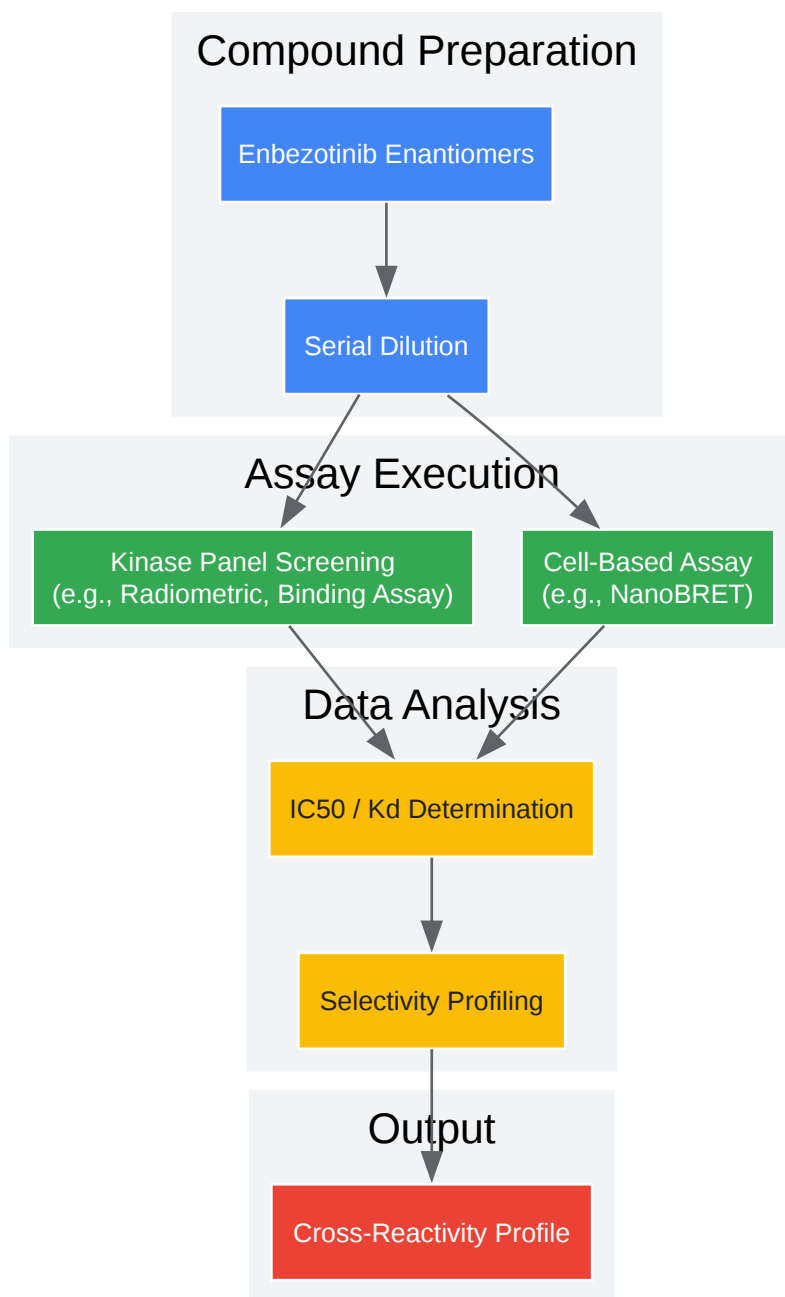 Compound Preparation
Enbezotinib Enantiomers
Serial Dilution
Assay Execution
Kinase Panel Screening
(e.g., Radiometric, Binding Assay)
Cell-Based Assay
(e.g., NanoBRET)
Data Analysis
IC50 / Kd Determination
Selectivity Profiling
Output
Cross-Reactivity Profile